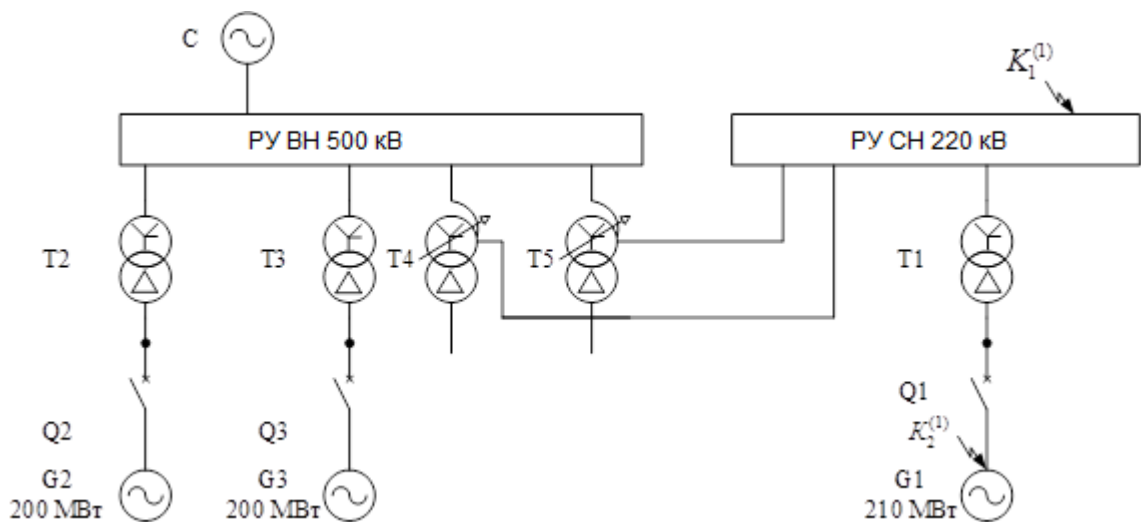 C
K₁⁽¹⁾
РУ ВН 500 кВ
РУ СН 220 кВ
T2
T3
T4
T5
T1
Q2
Q3
Q1
K₂⁽¹⁾
G2
200 МВт
G3
200 МВт
G1
210 МВт